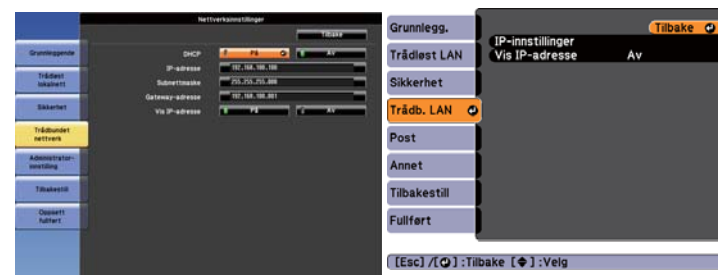 Nettverksinnstillinger
Tilbake
Grunnleggende
DHCP På Av
Trådløst lokalnett
IP-adresse 192.168.100.100
Subnettmaske 255.255.255.000
Gateway-adresse 192.168.100.001
Sikkerhet
Vis IP-adresse På Av
Trådbundet nettverk
Administrator-innstilling
Tilbakestill
Oppsett fullført
Grunnlegg.
Tilbake
IP-innstillinger
Trådløst LAN
Vis IP-adresse Av
Sikkerhet
Trådb. LAN
Post
Annet
Tilbakestill
Fullført
[Esc] /[ ] :Tilbake [ ] :Velg